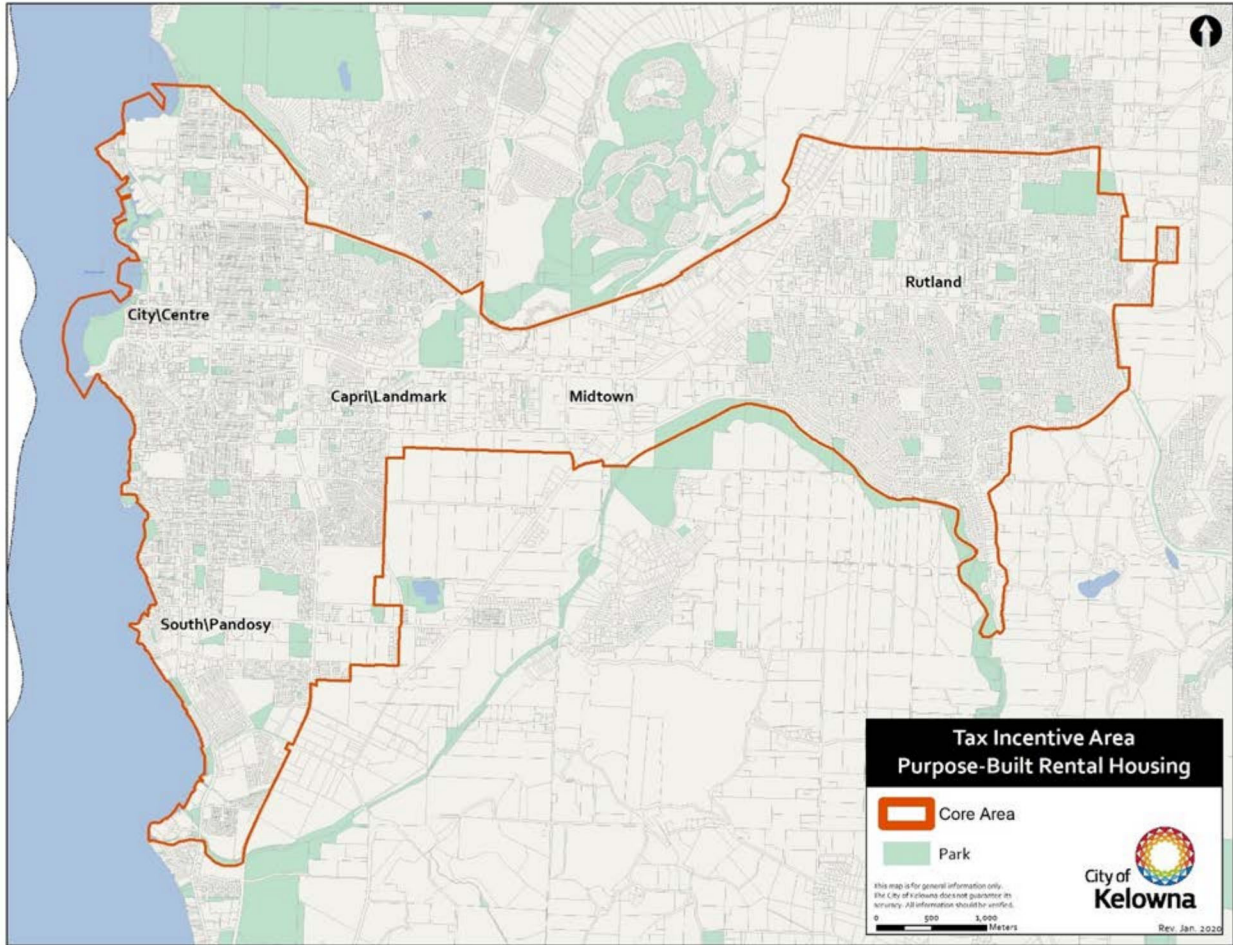 Rutland
City\Centre
Capri\Landmark
Midtown
South\Pandosy
Tax Incentive Area
Purpose-Built Rental Housing
Core Area
Park
This map is for general information only.
The City of Kelowna does not guarantee its
accuracy. All information should be verified.
0 500 1,000
Meters
City of
Kelowna
Rev. Jan. 2020